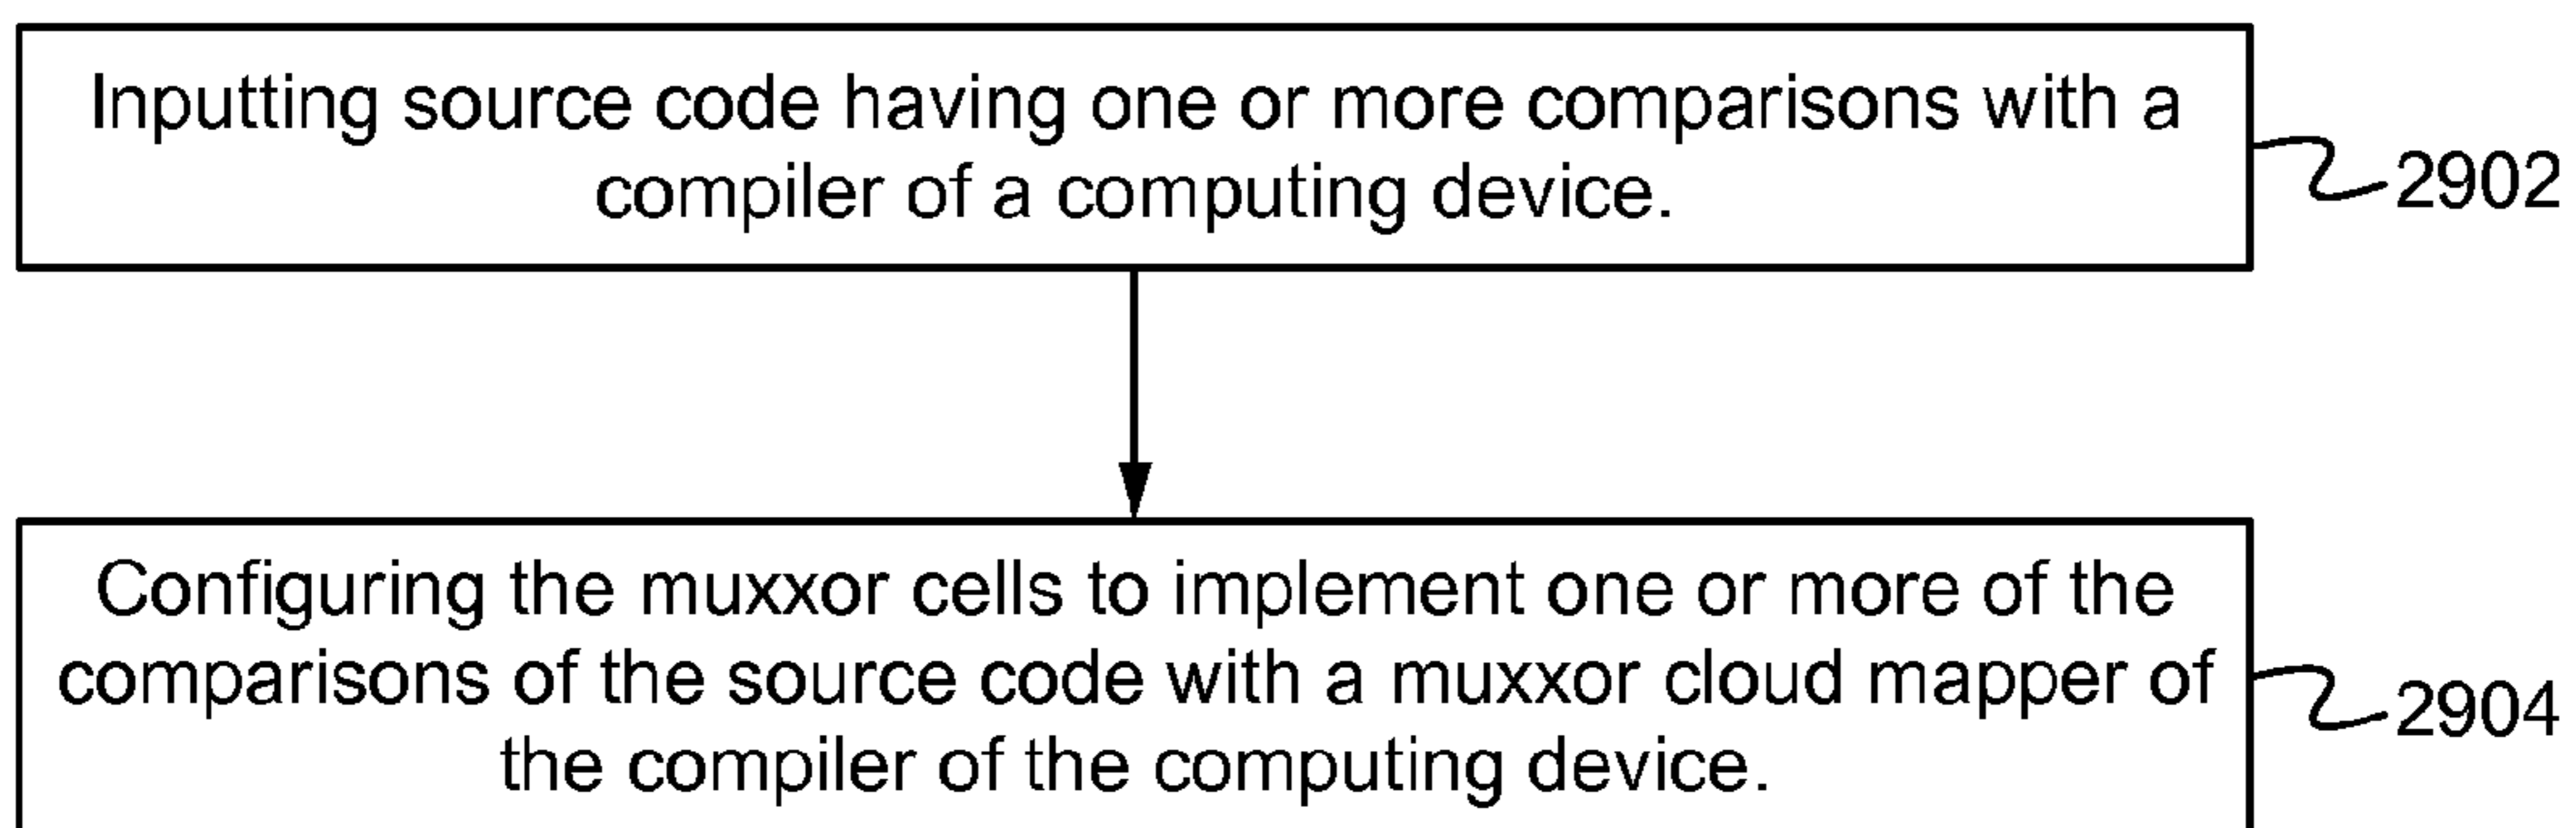 Inputting source code having one or more comparisons with a
compiler of a computing device.
2902
Configuring the muxxor cells to implement one or more of the
comparisons of the source code with a muxxor cloud mapper of
the compiler of the computing device.
2904